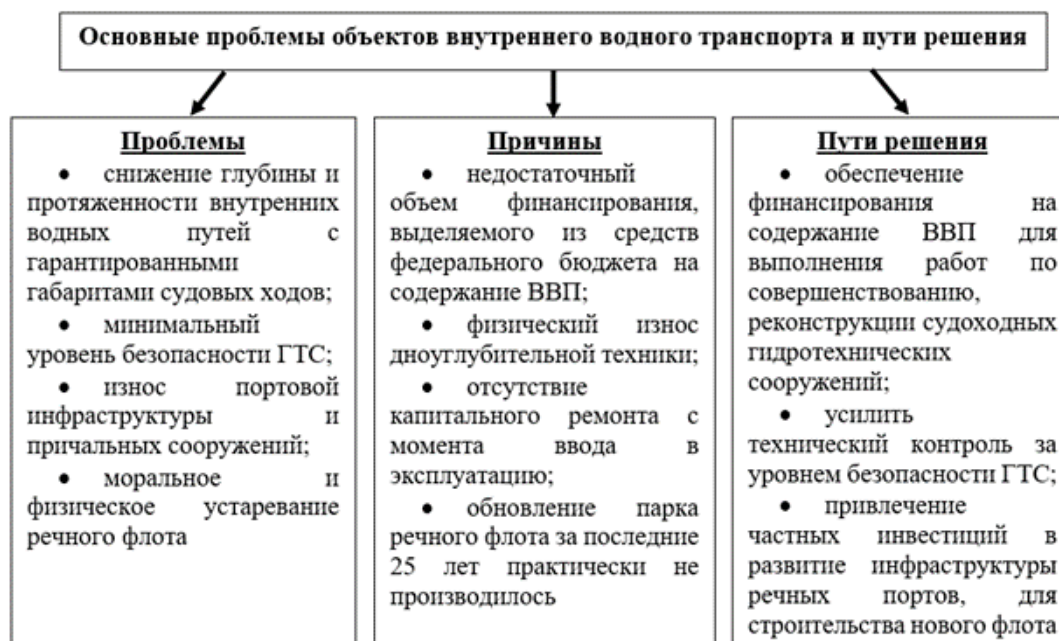 Основные проблемы объектов внутреннего водного транспорта и пути решения
Проблемы
• снижение глубины и
протяженности внутренних
водных путей с
гарантированными
габаритами судовых ходов;
• минимальный
уровень безопасности ГТС;
• износ портовой
инфраструктуры и
причальных сооружений;
• моральное и
физическое устаревание
речного флота
Причины
• недостаточный
объем финансирования,
выделяемого из средств
федерального бюджета на
содержание ВВП;
• физический износ
дноуглубительной техники;
• отсутствие
капитального ремонта с
момента ввода в
эксплуатацию;
• обновление парка
речного флота за последние
25 лет практически не
производилось
Пути решения
• обеспечение
финансирования на
содержание ВВП для
выполнения работ по
совершенствованию,
реконструкции судоходных
гидротехнических
сооружений;
• усилить
технический контроль за
уровнем безопасности ГТС;
• привлечение
частных инвестиций в
развитие инфраструктуры
речных портов, для
строительства нового флота